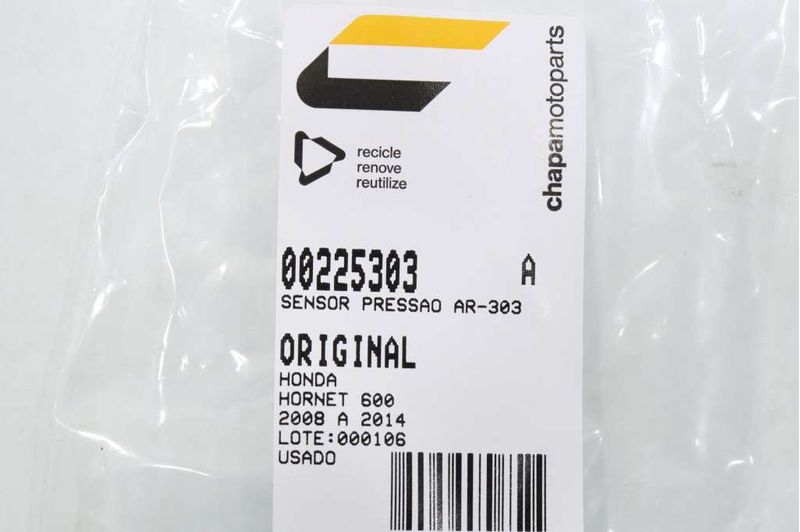 recicle
renove
reutilize
chapamotoparts
00225303 A
SENSOR PRESSAO AR-303
ORIGINAL
HONDA
HORNET 600
2008 A 2014
LOTE:000106
USADO